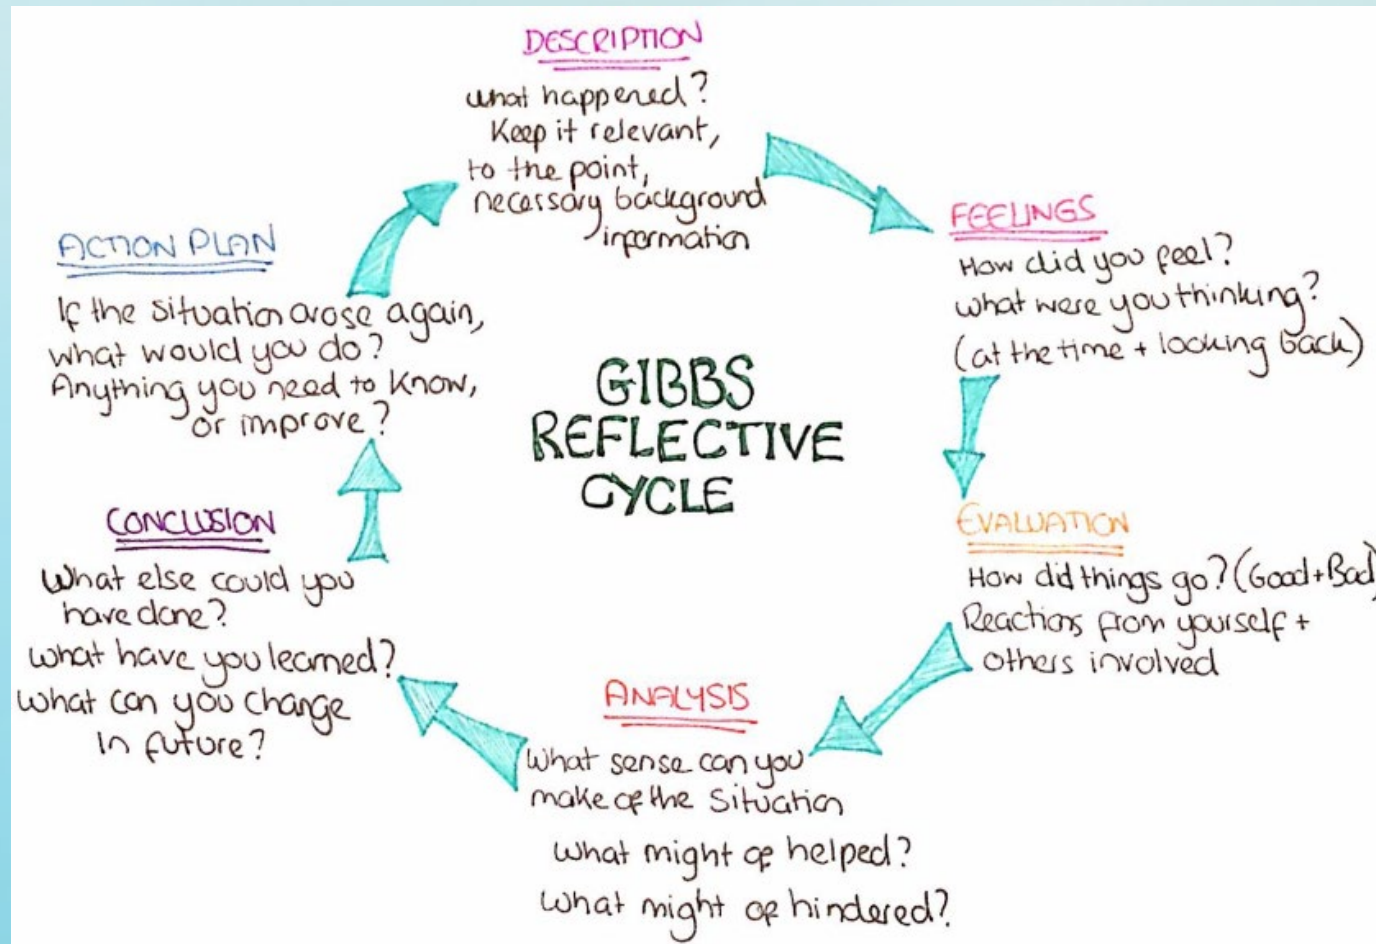 DESCRIPTION
what happened?
Keep it relevant,
to the point,
necessary background
information
FEELINGS
How did you feel?
what were you thinking?
(at the time + looking back)
EVALUATION
How did things go? (Good + Bad)
Reactions from yourself +
others involved
ANALYSIS
What sense can you
make of the situation
What might of helped?
What might of hindered?
CONCLUSION
What else could you
have done?
What have you learned?
What can you change
in future?
ACTION PLAN
If the situation arose again,
what would you do?
Anything you need to know,
or improve?
GIBBS
REFLECTIVE
CYCLE